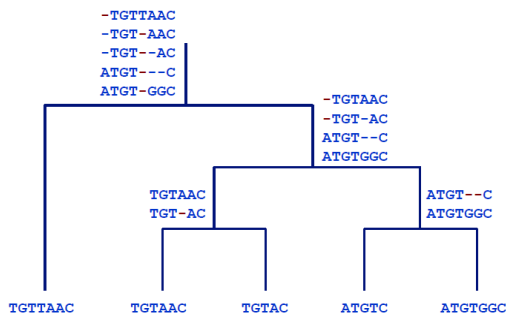 -TGTTAAC
-TGT-AAC
-TGT--AC
ATGT---C
ATGT-GGC
-TGTAAC
-TGT-AC
ATGT--C
ATGTGGC
TGTAAC
TGT-AC
ATGT--C
ATGTGGC
TGTTAAC
TGTAAC
TGTAC
ATGTC
ATGTGGC